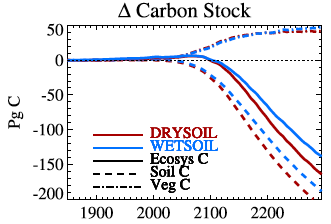 Δ Carbon Stock
Pg C
50
0
-50
-100
-150
-200
DRYSOIL
WETSOIL
Ecosys C
Soil C
Veg C
1900 2000 2100 2200